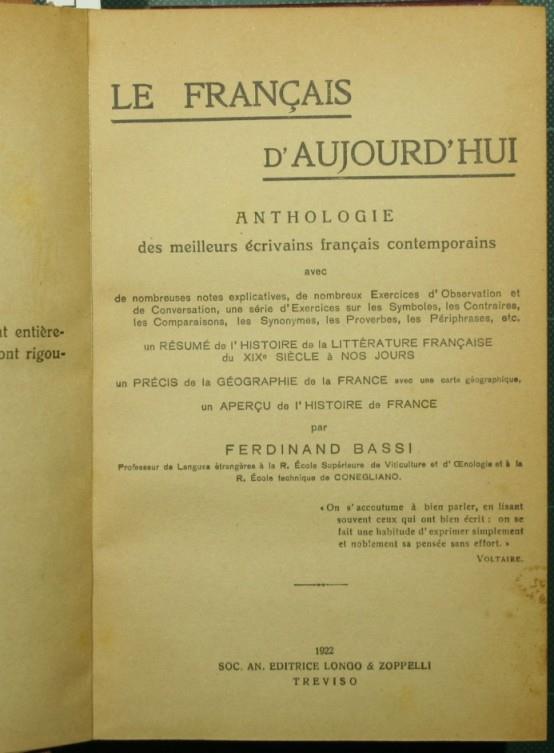 nt entière-
ont rigou-
LE FRANÇAIS
D'AUJOURD'HUI
ANTHOLOGIE
des meilleurs écrivains français contemporains
avec
de nombreuses notes explicatives, de nombreux Exercices d'Observation et
de Conversation, une série d'Exercices sur les Symboles, les Contraires,
les Comparaisons, les Synonymes, les Proverbes, les Périphrases, etc.
un RÉSUMÉ de l'HISTOIRE de la LITTÉRATURE FRANÇAISE
du XIXe SIÈCLE à NOS JOURS
un PRÉCIS de la GÉOGRAPHIE de la FRANCE avec une carte géographique,
un APERÇU de l'HISTOIRE de FRANCE
par
FERDINAND BASSI
Professeur de Langues étrangères à la R. École Supérieure de Viticulture et d'Œnologie et à la
R. École technique de CONEGLIANO.
« On s'accoutume à bien parler, en lisant
souvent ceux qui ont bien écrit: on se
fait une habitude d'exprimer simplement
et noblement sa pensée sans effort. »
VOLTAIRE.
1922
SOC. AN. EDITRICE LONGO & ZOPPELLI
TREVISO